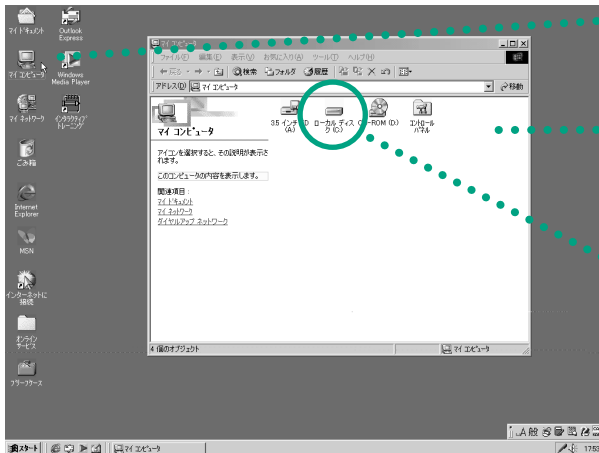 マイ ドキュメント
Outlook
Express
マイ コンピュータ
Windows
Media Player
マイ ネットワーク
インタラクティブ
トレーニング
ごみ箱
Internet
Explorer
MSN
インターネットに
接続
オンライン
サービス
ブリーフケース
マイ コンピュータ
ファイル(F) 編集(E) 表示(V) お気に入り(A) ツール(T) ヘルプ(H)
戻る 検索 フォルダ 履歴
アドレス(D) マイ コンピュータ 移動
マイ コンピュータ
アイコンを選択すると、その説明が表示さ
れます。
このコンピュータの内容を表示します。
関連項目:
マイ ドキュメント
マイ ネットワーク
ダイヤルアップ ネットワーク
3.5 インチ
(A:)
ローカル ディス
ク (C:)
-ROM (D:)
コントロール
パネル
4 個のオブジェクト
マイ コンピュータ
A 般
スタート
マイ コンピュータ
17:53